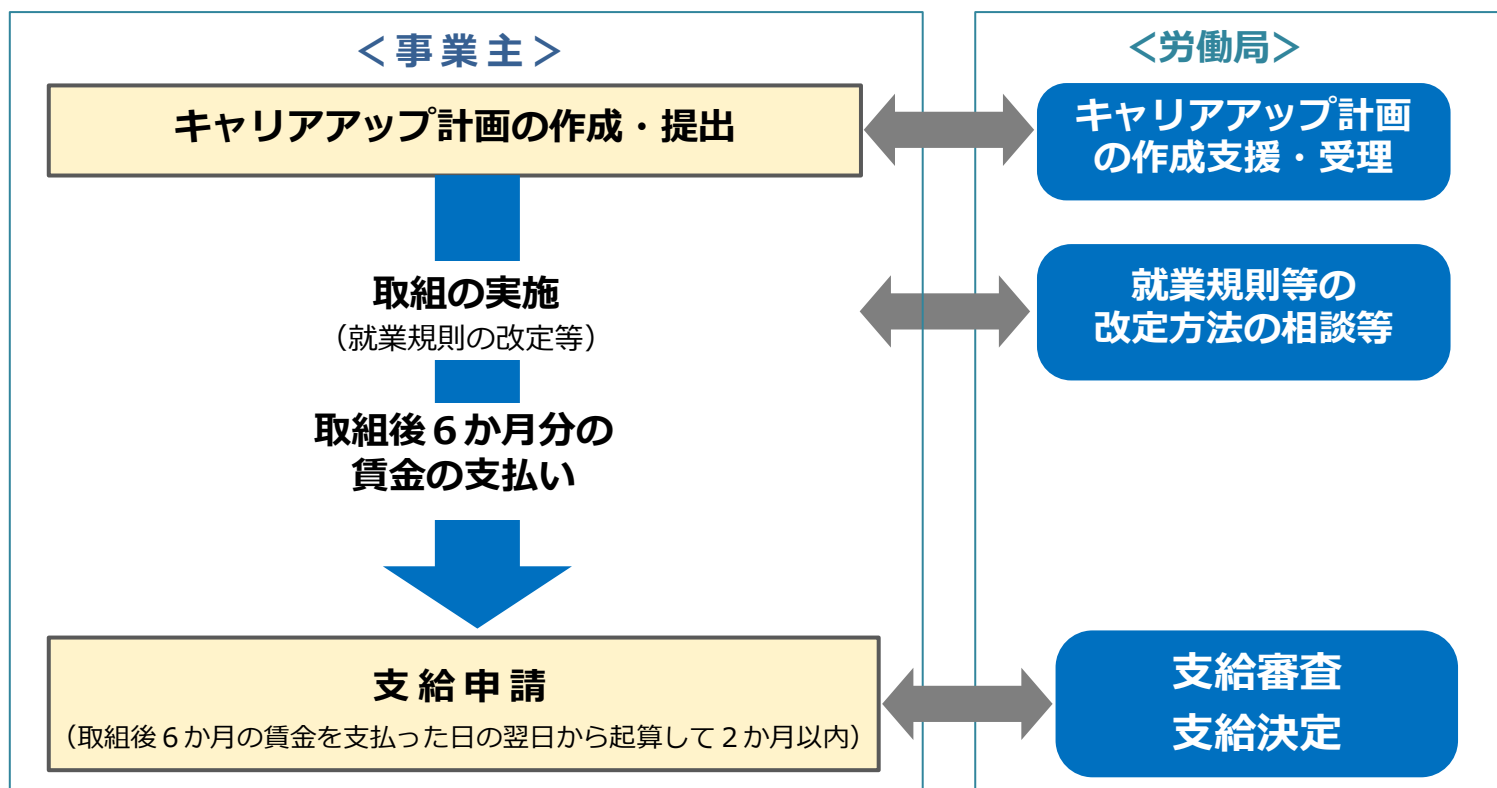 ＜事業主＞
キャリアアップ計画の作成・提出
取組の実施
（就業規則の改定等）
取組後６か月分の
賃金の支払い
支給申請
（取組後６か月の賃金を支払った日の翌日から起算して２か月以内）
＜労働局＞
キャリアアップ計画
の作成支援・受理
就業規則等の
改定方法の相談等
支給審査
支給決定